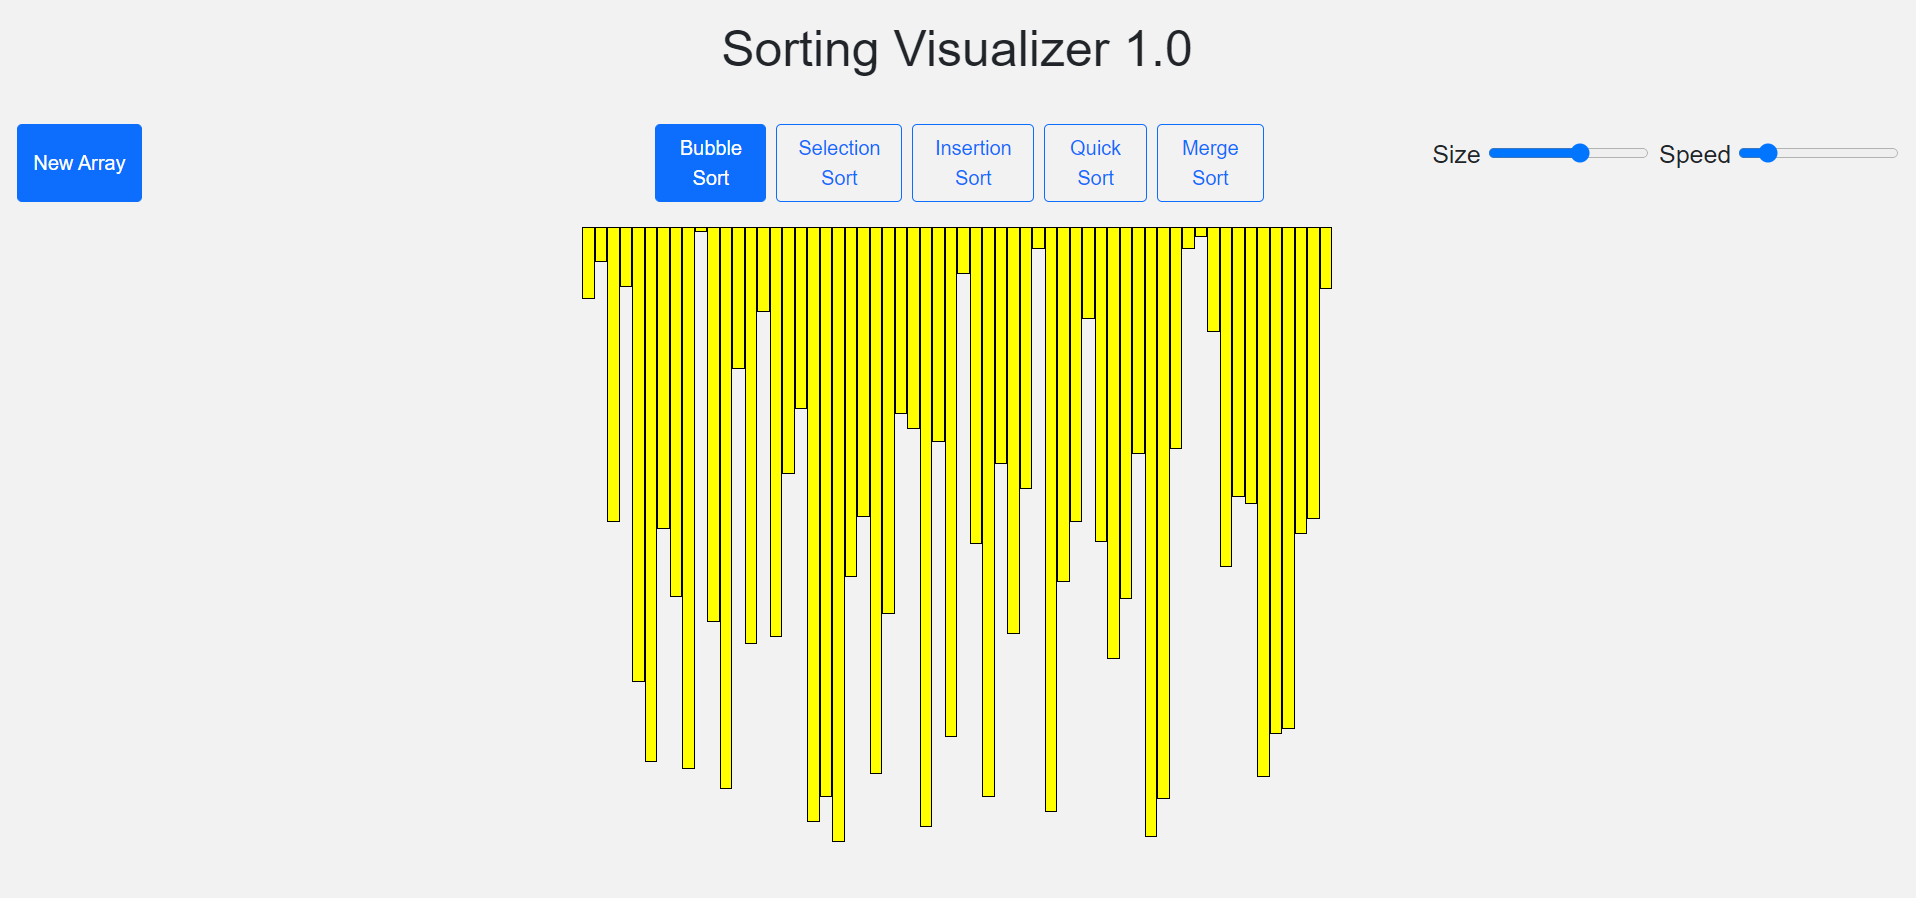 Sorting Visualizer 1.0
New Array
Bubble
Sort
Selection
Sort
Insertion
Sort
Quick
Sort
Merge
Sort
Size
Speed